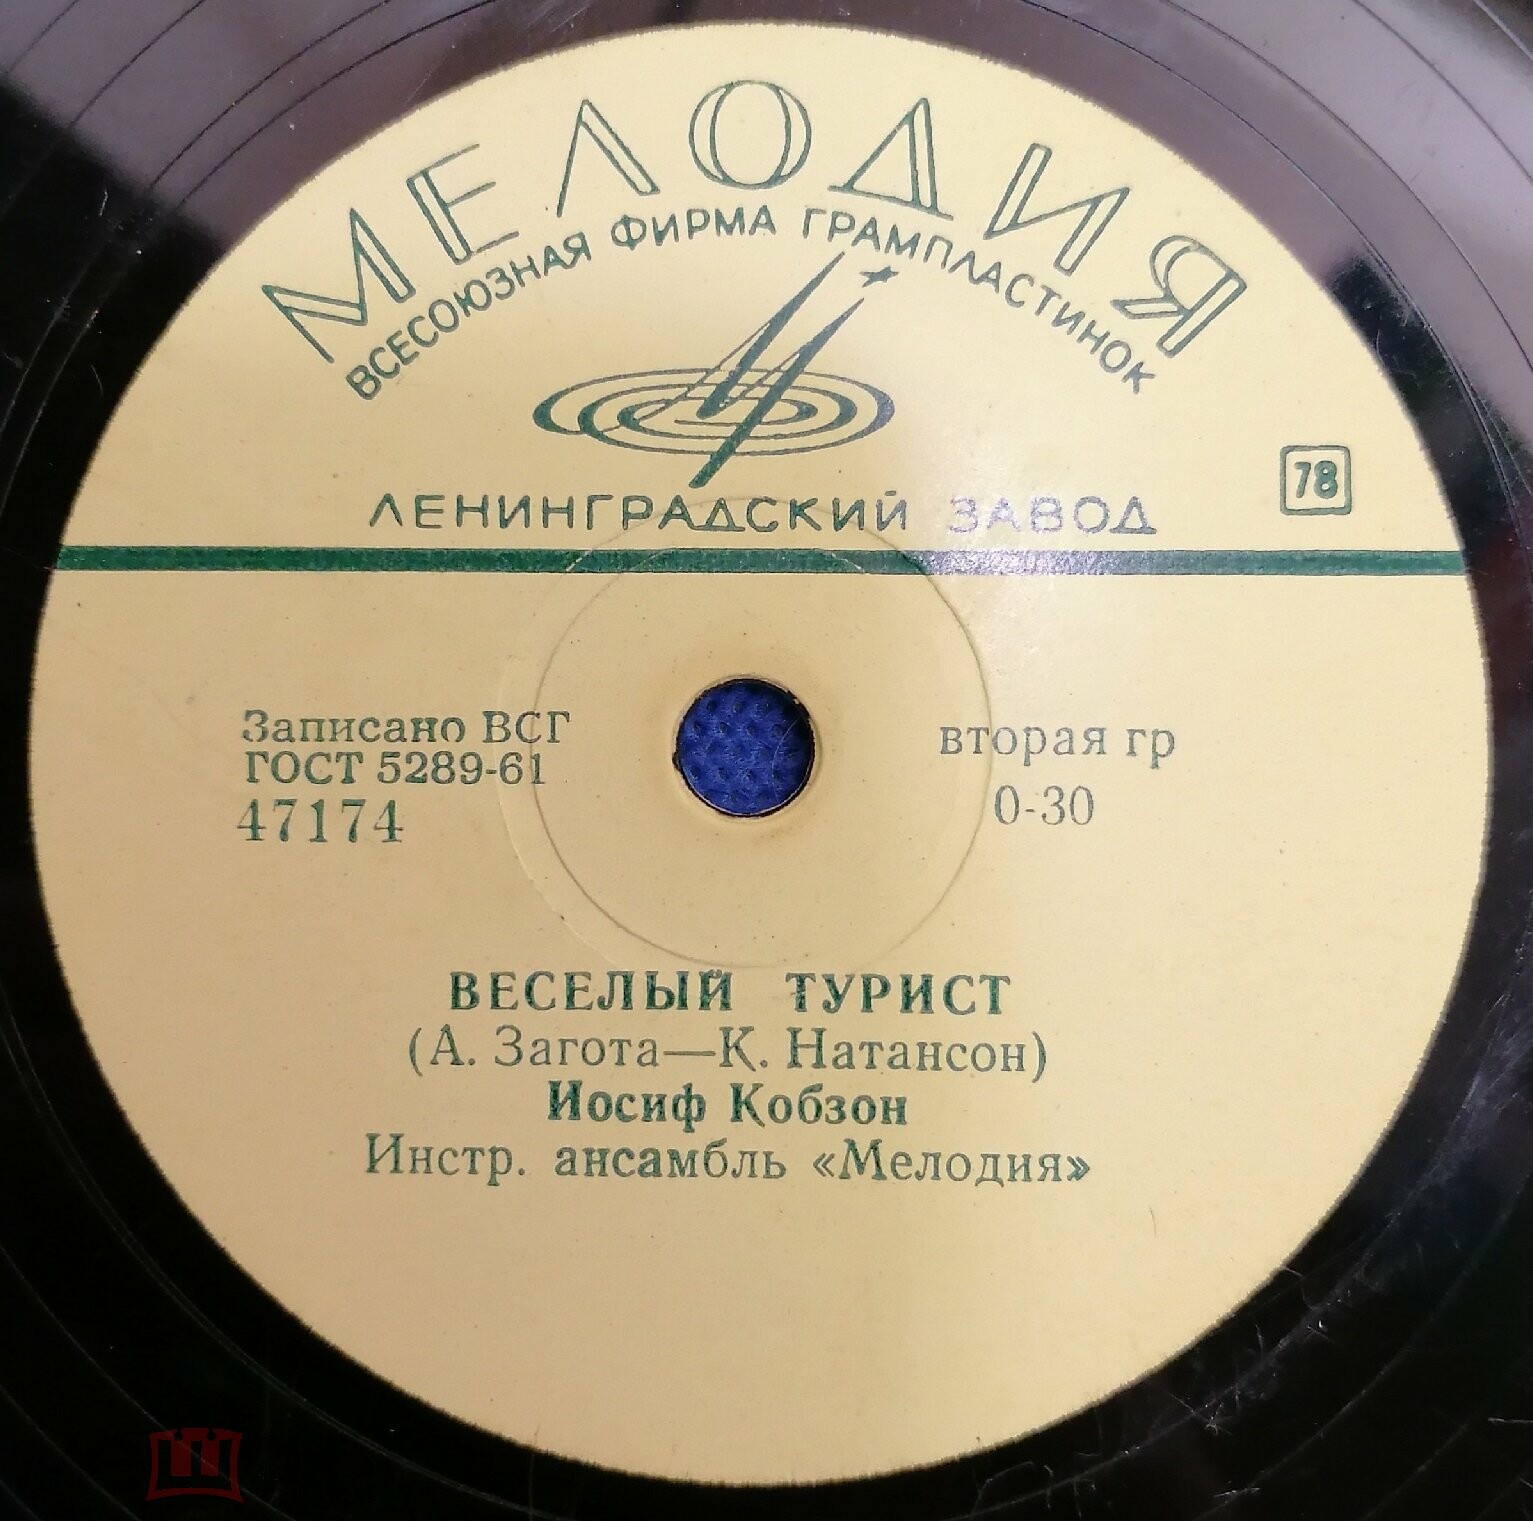 МЕЛОДИЯ
ВСЕСОЮЗНАЯ ФИРМА ГРАМПЛАСТИНОК
ЛЕНИНГРАДСКИЙ ЗАВОД
78
Записано ВСГ
ГОСТ 5289-61
47174
вторая гр
0-30
ВЕСЕЛЫЙ ТУРИСТ
(А. Загота—К. Натансон)
Иосиф Кобзон
Инстр. ансамбль «Мелодия»